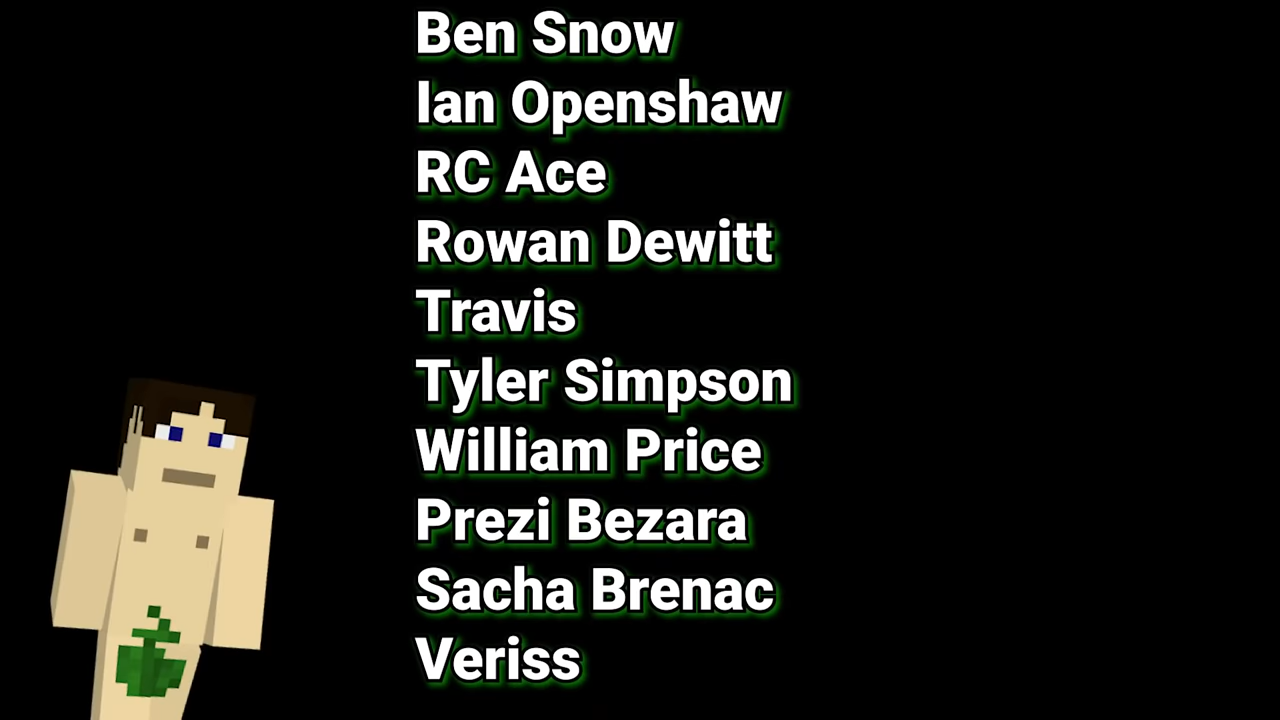 Ben Snow
Ian Openshaw
RC Ace
Rowan Dewitt
Travis
Tyler Simpson
William Price
Prezi Bezara
Sacha Brenac
Veriss